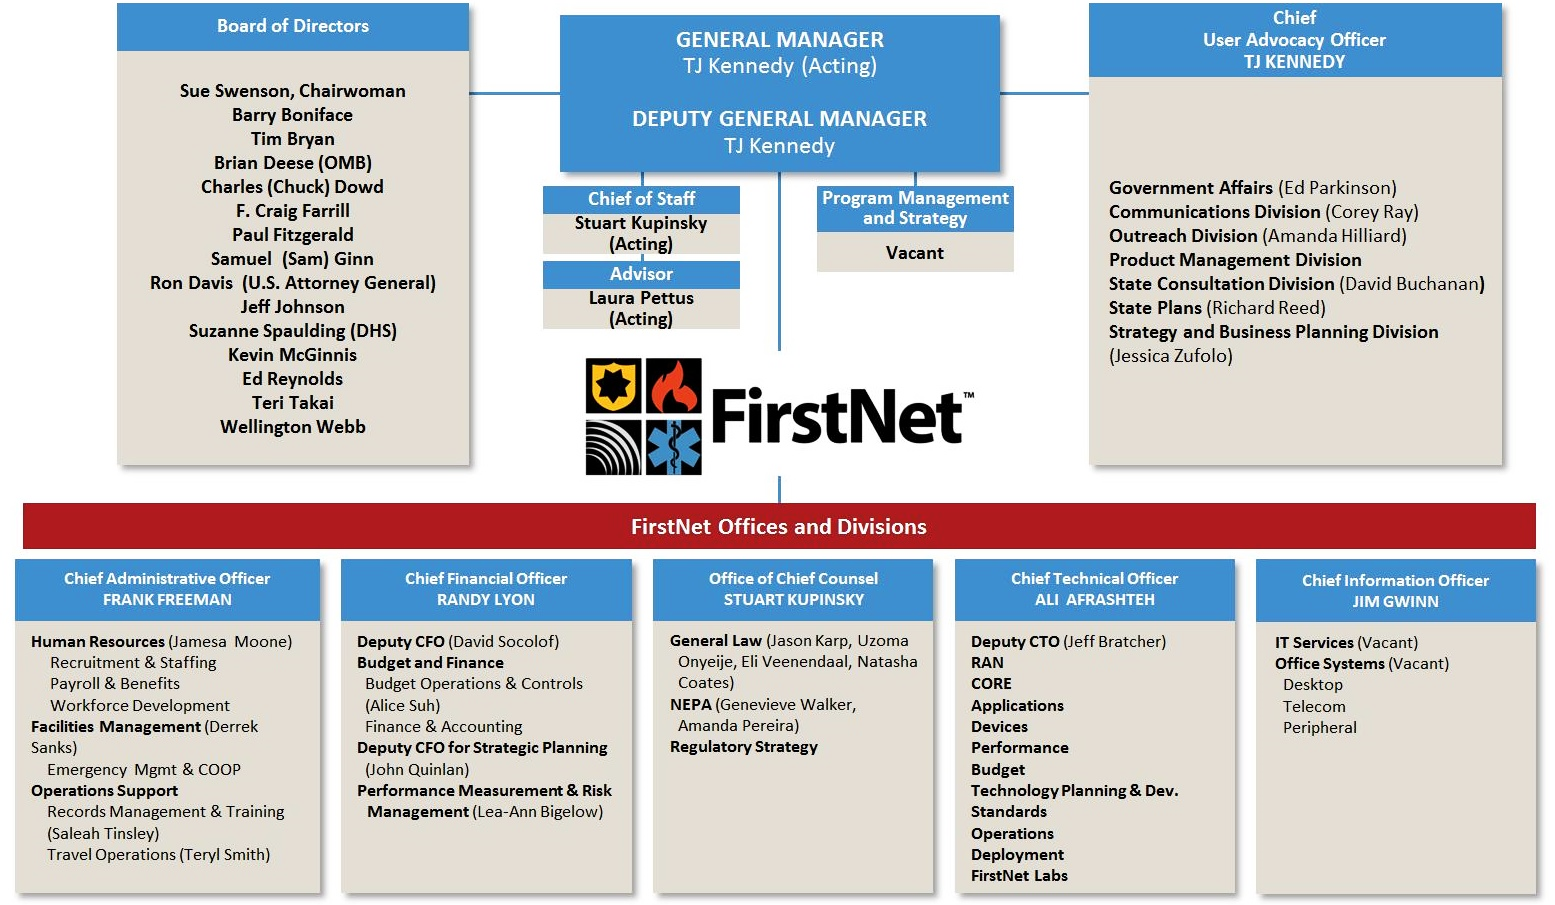 Board of Directors
Sue Swenson, Chairwoman
Barry Boniface
Tim Bryan
Brian Deese (OMB)
Charles (Chuck) Dowd
F. Craig Farrill
Paul Fitzgerald
Samuel (Sam) Ginn
Ron Davis (U.S. Attorney General)
Jeff Johnson
Suzanne Spaulding (DHS)
Kevin McGinnis
Ed Reynolds
Teri Takai
Wellington Webb
GENERAL MANAGER
TJ Kennedy (Acting)
DEPUTY GENERAL MANAGER
TJ Kennedy
Chief of Staff
Stuart Kupinsky
(Acting)
Advisor
Laura Pettus
(Acting)
Program Management
and Strategy
Vacant
Chief
User Advocacy Officer
TJ KENNEDY
Government Affairs (Ed Parkinson)
Communications Division (Corey Ray)
Outreach Division (Amanda Hilliard)
Product Management Division
State Consultation Division (David Buchanan)
State Plans (Richard Reed)
Strategy and Business Planning Division
(Jessica Zufolo)
FirstNet™
FirstNet Offices and Divisions
Chief Administrative Officer
FRANK FREEMAN
Human Resources (Jamesa Moone)
Recruitment & Staffing
Payroll & Benefits
Workforce Development
Facilities Management (Derrek
Sanks)
Emergency Mgmt & COOP
Operations Support
Records Management & Training
(Saleah Tinsley)
Travel Operations (Teryl Smith)
Chief Financial Officer
RANDY LYON
Deputy CFO (David Socolof)
Budget and Finance
Budget Operations & Controls
(Alice Suh)
Finance & Accounting
Deputy CFO for Strategic Planning
(John Quinlan)
Performance Measurement & Risk
Management (Lea-Ann Bigelow)
Office of Chief Counsel
STUART KUPINSKY
General Law (Jason Karp, Uzoma
Onyeije, Eli Veenendaal, Natasha
Coates)
NEPA (Genevieve Walker,
Amanda Pereira)
Regulatory Strategy
Chief Technical Officer
ALI AFRASHTEH
Deputy CTO (Jeff Bratcher)
RAN
CORE
Applications
Devices
Performance
Budget
Technology Planning & Dev.
Standards
Operations
Deployment
FirstNet Labs
Chief Information Officer
JIM GWINN
IT Services (Vacant)
Office Systems (Vacant)
Desktop
Telecom
Peripheral